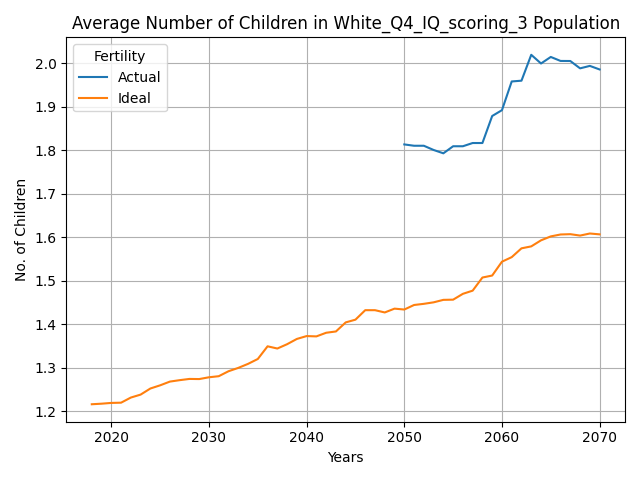 Average Number of Children in White_Q4_IQ_scoring_3 Population
Fertility
Actual
Ideal
No. of Children
2.0
1.9
1.8
1.7
1.6
1.5
1.4
1.3
1.2
2020 2030 2040 2050 2060 2070
Years